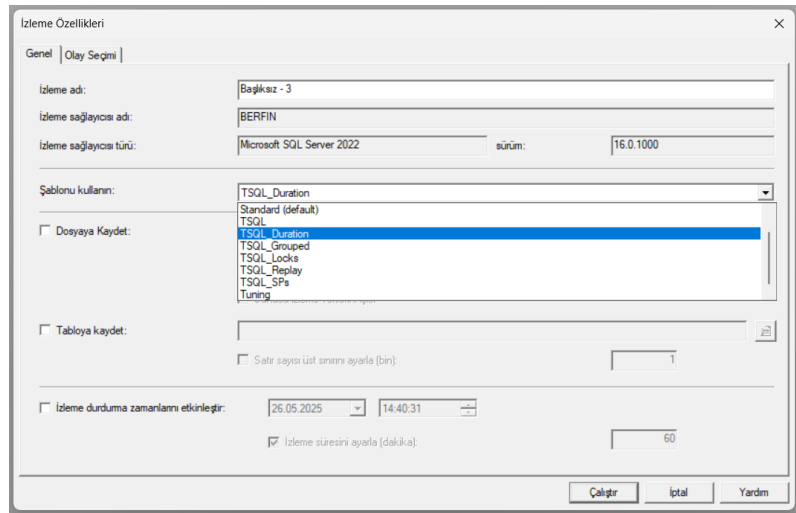 İzleme Özellikleri
Genel
Olay Seçimi
İzleme adı:
Başlıksız - 3
İzleme sağlayıcısı adı:
BERFIN
İzleme sağlayıcısı türü:
Microsoft SQL Server 2022
sürüm:
16.0.1000
Şablonu kullanın:
TSQL_Duration
Standard (default)
TSQL
TSQL_Duration
TSQL_Grouped
TSQL_Locks
TSQL_Replay
TSQL_SPs
Tuning
Dosyaya Kaydet:
Tabloya kaydet:
Satır sayısı üst sınırını ayarla (bin):
1
İzleme durdurma zamanlarını etkinleştir:
26.05.2025
14:40:31
İzleme süresini ayarla (dakika):
60
Çalıştır
İptal
Yardım